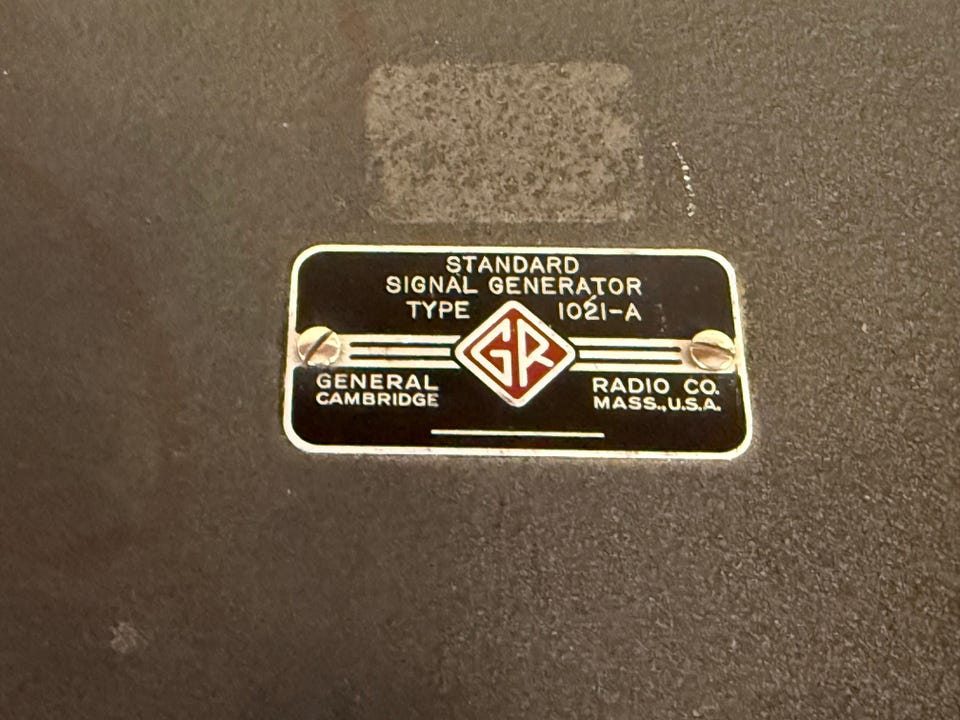 STANDARD
SIGNAL GENERATOR
TYPE 1021-A
GR
GENERAL RADIO CO.
CAMBRIDGE MASS., U.S.A.